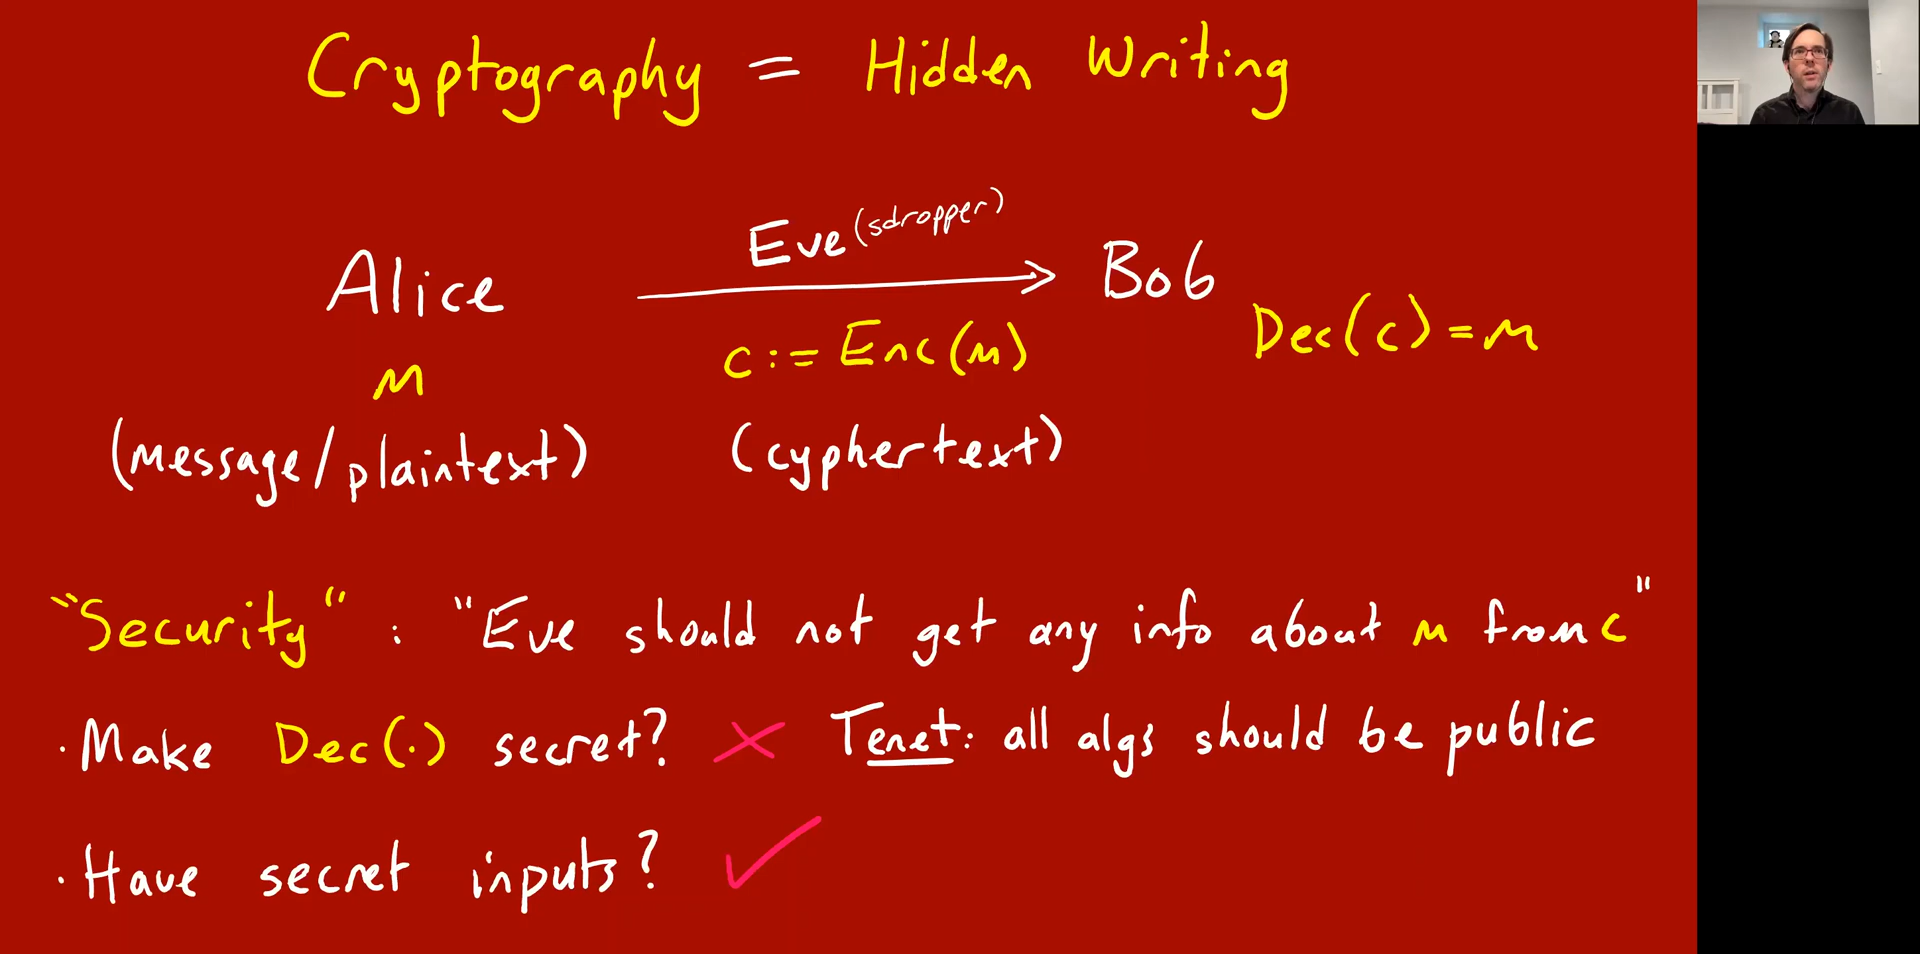 Cryptography = Hidden Writing
Eve (sdropper)
Alice Bob
c := Enc(m) Dec(c) = m
m
(message/plaintext) (cyphertext)
"Security" : "Eve should not get any info about m from c"
· Make Dec(·) secret? ✗ Tenet: all algs should be public
· Have secret inputs? ✓